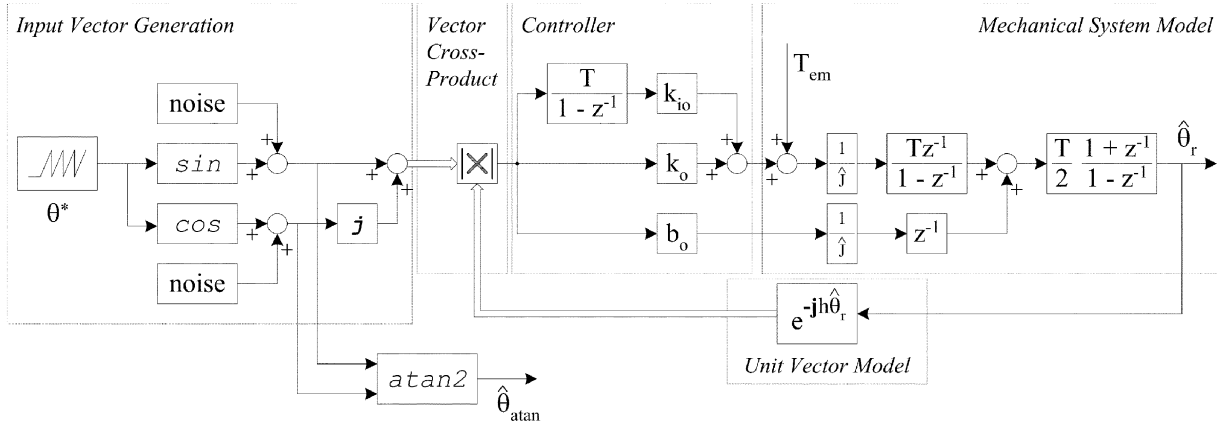 Input Vector Generation
Vector
Cross-
Product
Controller
Mechanical System Model
noise
sin
θ*
cos
noise
j
+
+
+
+
+
+
|×|
T
1 - z⁻¹
k_io
k_o
b_o
+
+
T_em
+
+
1
Ĵ
Tz⁻¹
1 - z⁻¹
+
+
T
2
1 + z⁻¹
1 - z⁻¹
θ̂_r
1
Ĵ
z⁻¹
e^-jhθ̂_r
Unit Vector Model
atan2
θ̂_atan